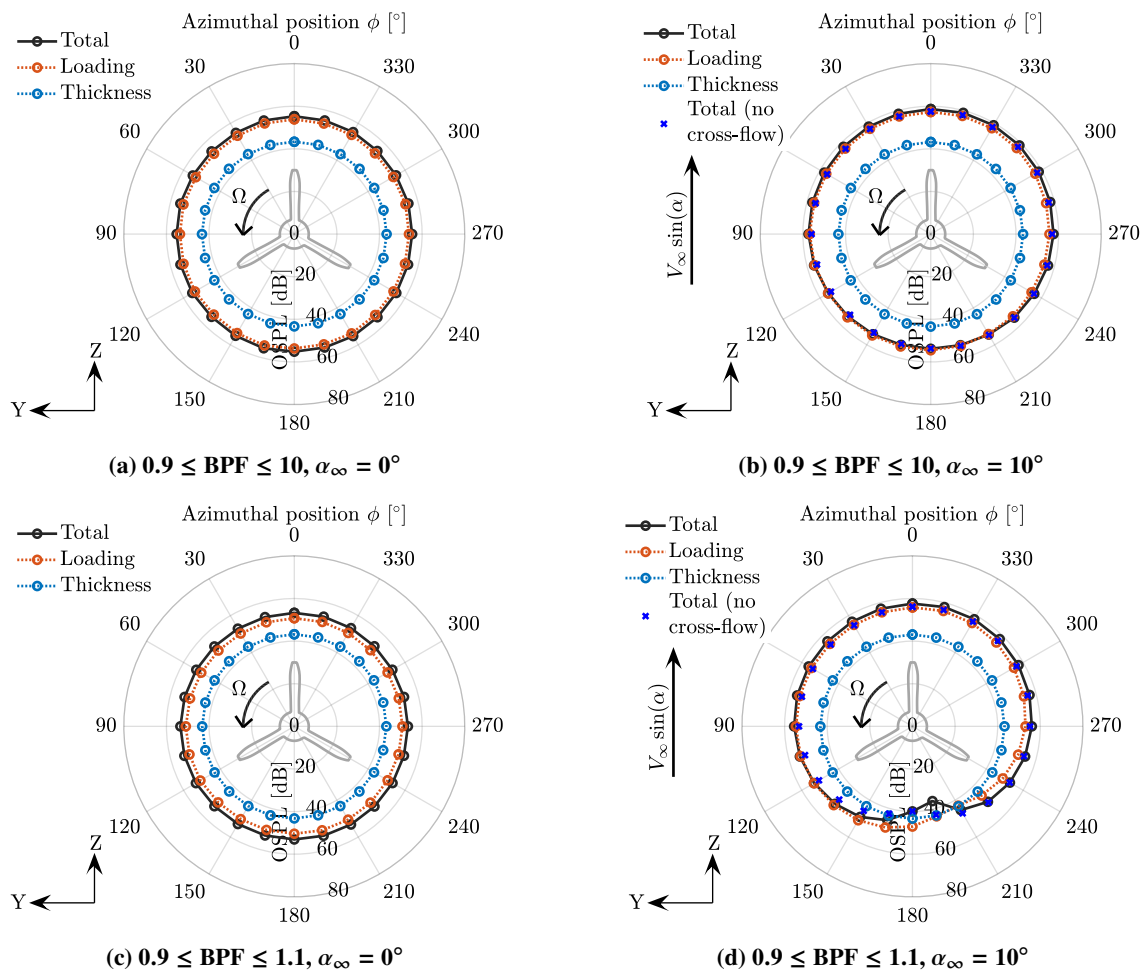 Azimuthal position ϕ [°]
Total
Loading
Thickness
0
330
300
270
240
210
180
150
120
90
60
30
Ω
0
20
40
60
80
OSPL [dB]
Z
Y
(a) 0.9 ≤ BPF ≤ 10, α∞ = 0°
Azimuthal position ϕ [°]
Total
Loading
Thickness
Total (no
cross-flow)
0
330
300
270
240
210
180
150
120
90
60
30
V∞ sin(α)
Ω
0
20
40
60
80
OSPL [dB]
Z
Y
(b) 0.9 ≤ BPF ≤ 10, α∞ = 10°
Azimuthal position ϕ [°]
Total
Loading
Thickness
0
330
300
270
240
210
180
150
120
90
60
30
Ω
0
20
40
60
80
OSPL [dB]
Z
Y
(c) 0.9 ≤ BPF ≤ 1.1, α∞ = 0°
Azimuthal position ϕ [°]
Total
Loading
Thickness
Total (no
cross-flow)
0
330
300
270
240
210
180
150
120
90
30
V∞ sin(α)
Ω
0
20
40
60
80
OSPL [dB]
Z
Y
(d) 0.9 ≤ BPF ≤ 1.1, α∞ = 10°